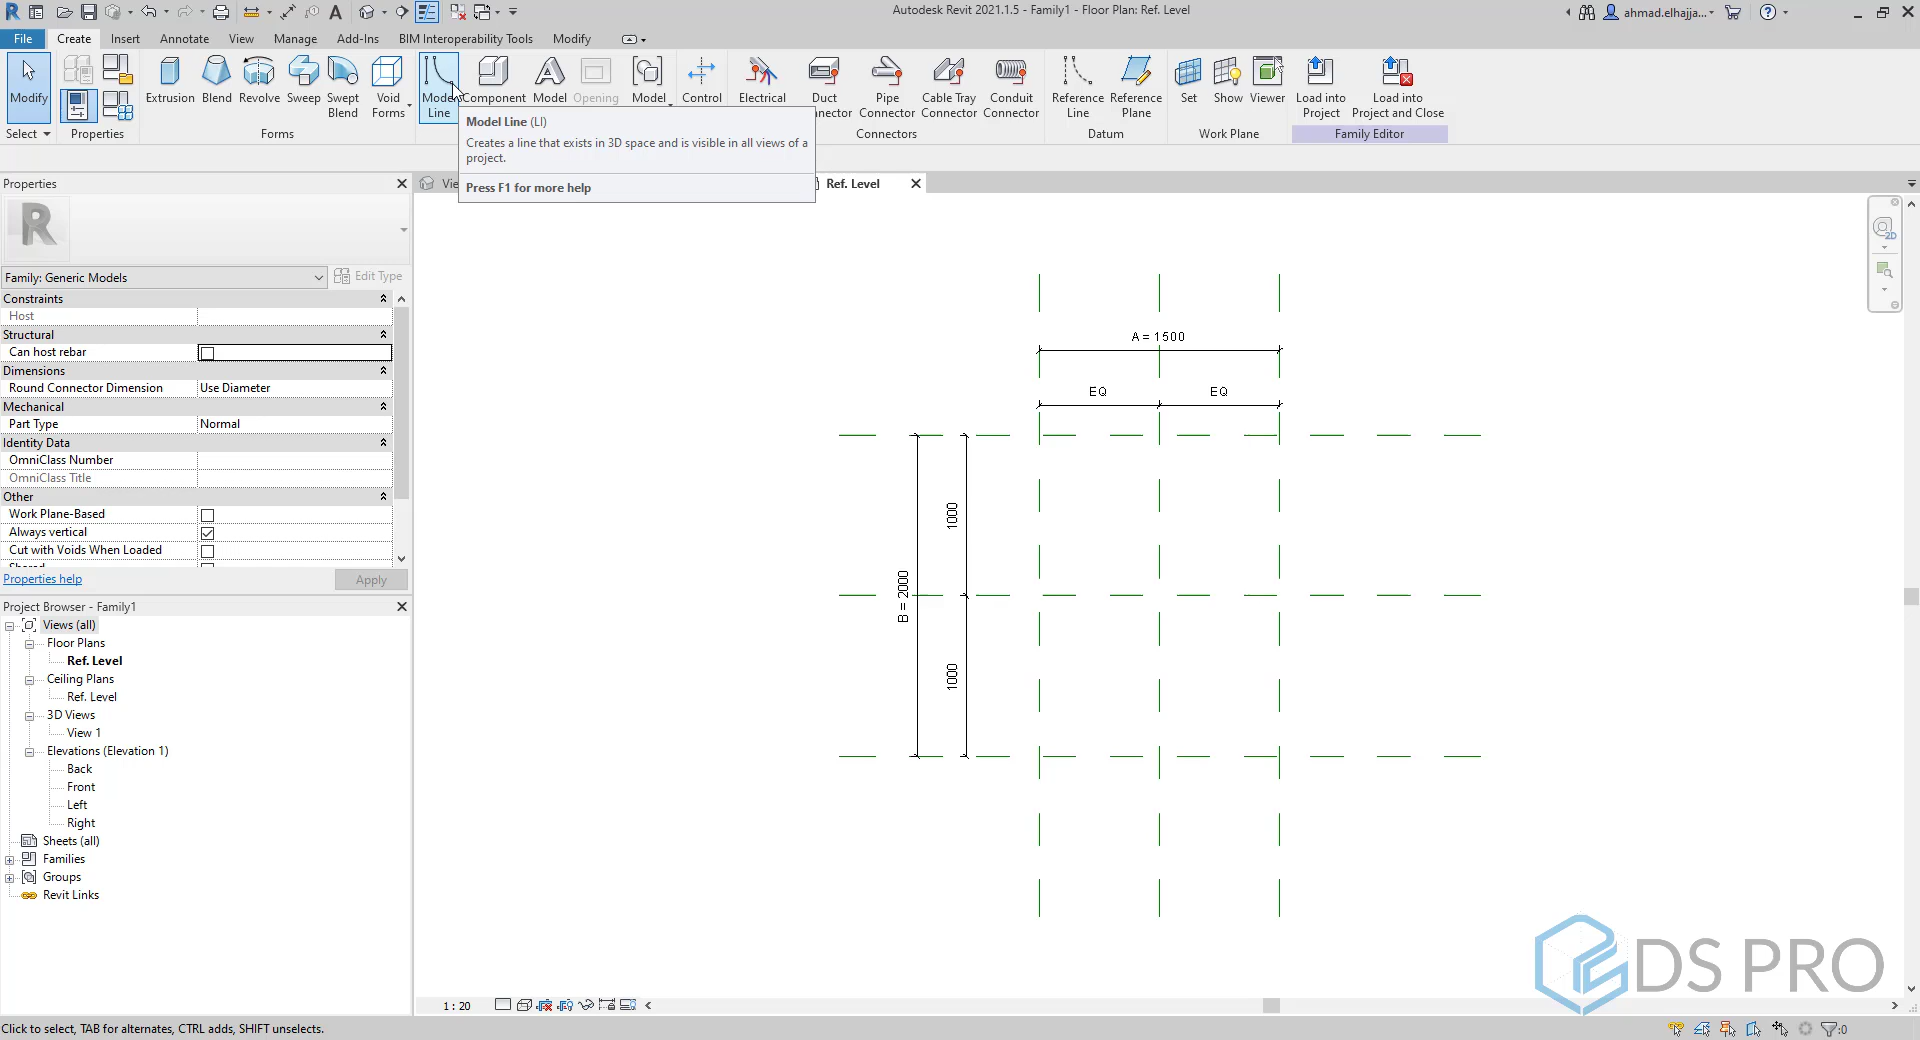 Autodesk Revit 2021.1.5 - Family1 - Floor Plan: Ref. Level
ahmad.elhajja...
File Create Insert Annotate View Manage Add-Ins BIM Interoperability Tools Modify
Modify
Select
Properties
Extrusion
Blend
Revolve
Sweep
Swept Blend
Void Forms
Forms
Model Line
Component
Model
Opening
Model
Control
Electrical
Duct
nnector
Pipe Connector
Cable Tray Connector
Conduit Connector
Connectors
Reference Line
Reference Plane
Datum
Set
Show
Viewer
Work Plane
Load into Project
Load into Project and Close
Family Editor
Model Line (LI)
Creates a line that exists in 3D space and is visible in all views of a
project.
Press F1 for more help
Ref. Level
Properties
R
Family: Generic Models
Edit Type
Constraints
Host
Structural
Can host rebar
Dimensions
Round Connector Dimension Use Diameter
Mechanical
Part Type Normal
Identity Data
OmniClass Number
OmniClass Title
Other
Work Plane-Based
Always vertical
Cut with Voids When Loaded
Properties help
Apply
Project Browser - Family1
Views (all)
Floor Plans
Ref. Level
Ceiling Plans
Ref. Level
3D Views
View 1
Elevations (Elevation 1)
Back
Front
Left
Right
Sheets (all)
Families
Groups
Revit Links
A = 1500
EQ EQ
1000
B = 2000
1000
2D
1 : 20
DS PRO
Click to select, TAB for alternates, CTRL adds, SHIFT unselects.
:0